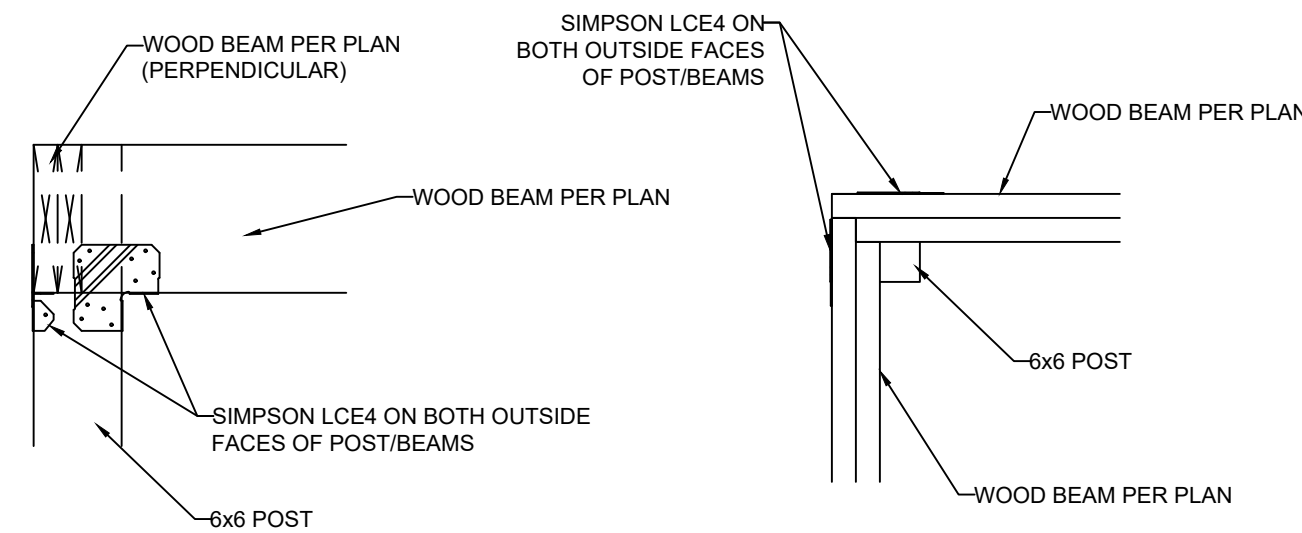 WOOD BEAM PER PLAN
(PERPENDICULAR)
WOOD BEAM PER PLAN
SIMPSON LCE4 ON BOTH OUTSIDE
FACES OF POST/BEAMS
6x6 POST
SIMPSON LCE4 ON
BOTH OUTSIDE FACES
OF POST/BEAMS
WOOD BEAM PER PLAN
6x6 POST
WOOD BEAM PER PLAN